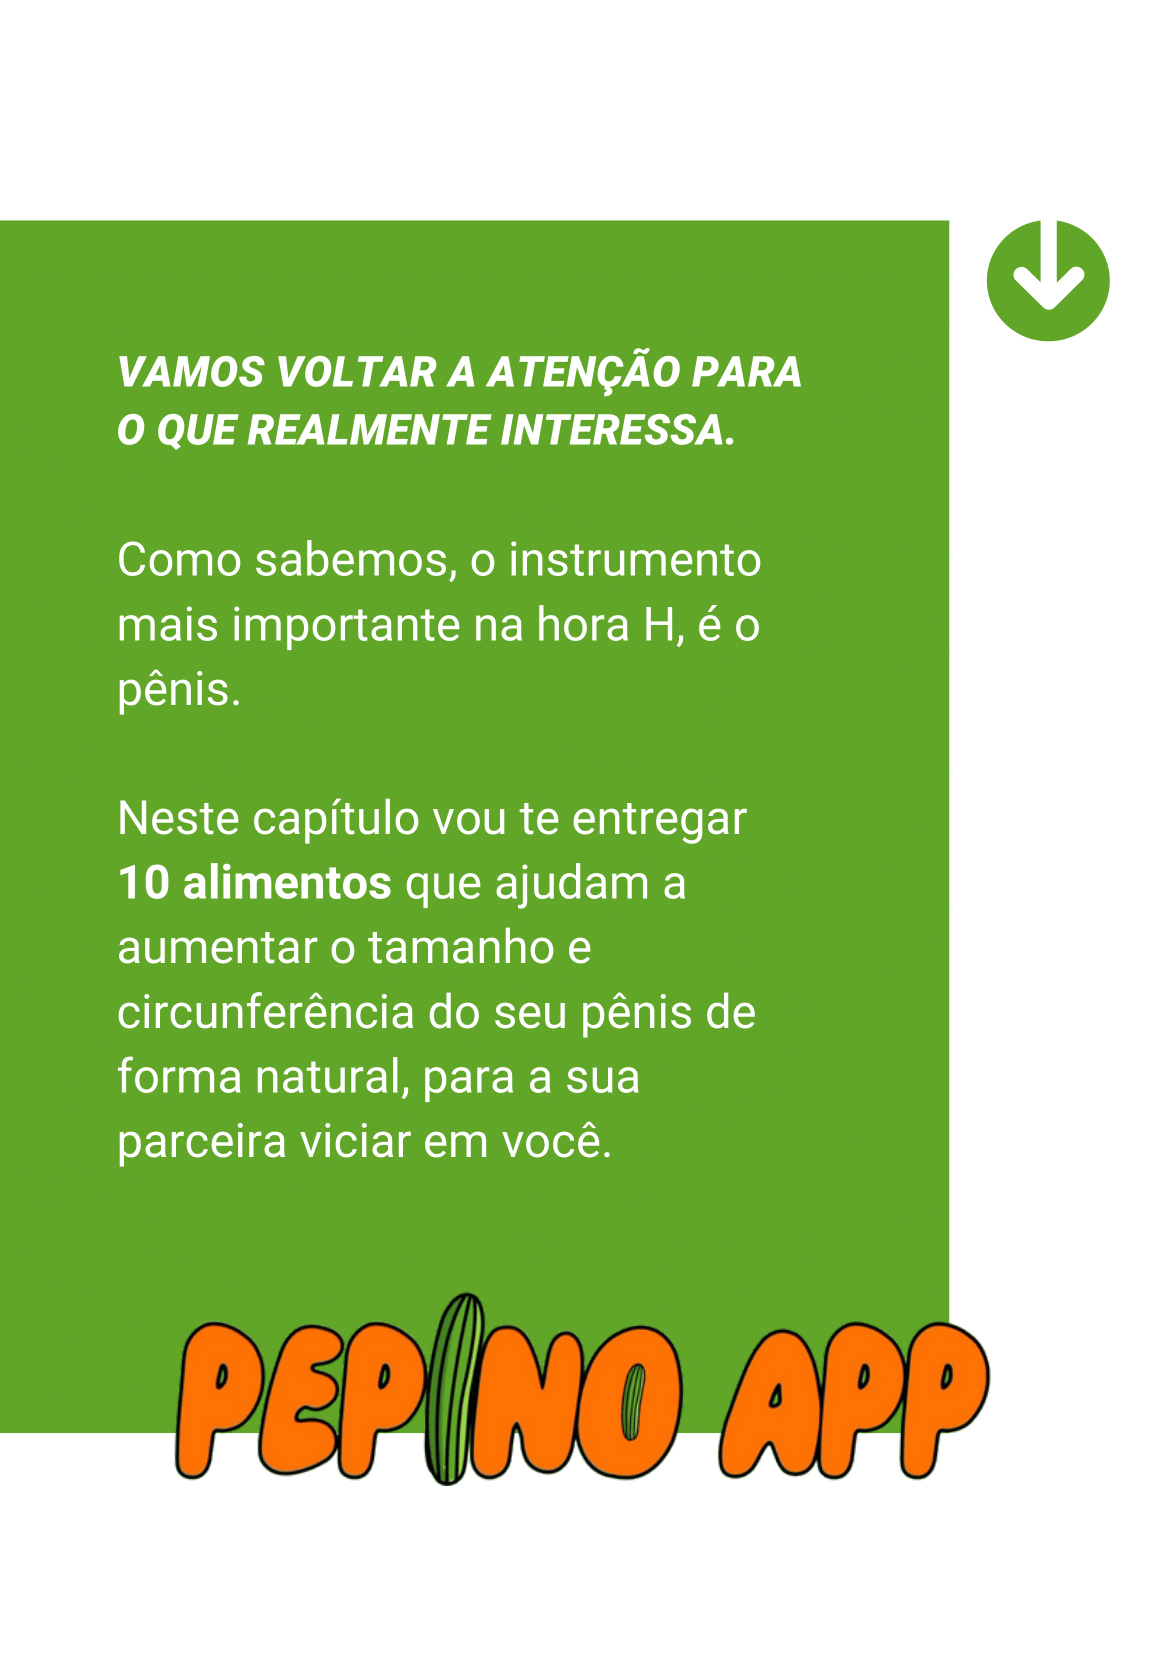 VAMOS VOLTAR A ATENÇÃO PARA
O QUE REALMENTE INTERESSA.
Como sabemos, o instrumento
mais importante na hora H, é o
pênis.
Neste capítulo vou te entregar
10 alimentos que ajudam a
aumentar o tamanho e
circunferência do seu pênis de
forma natural, para a sua
parceira viciar em você.
PEPINO APP